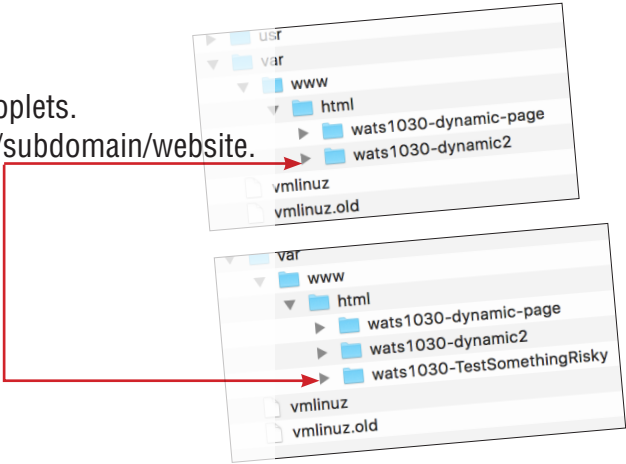 oplets.
/subdomain/website.
usr
var
www
html
wats1030-dynamic-page
wats1030-dynamic2
vmlinuz
vmlinuz.old
var
www
html
wats1030-dynamic-page
wats1030-dynamic2
wats1030-TestSomethingRisky
vmlinuz
vmlinuz.old